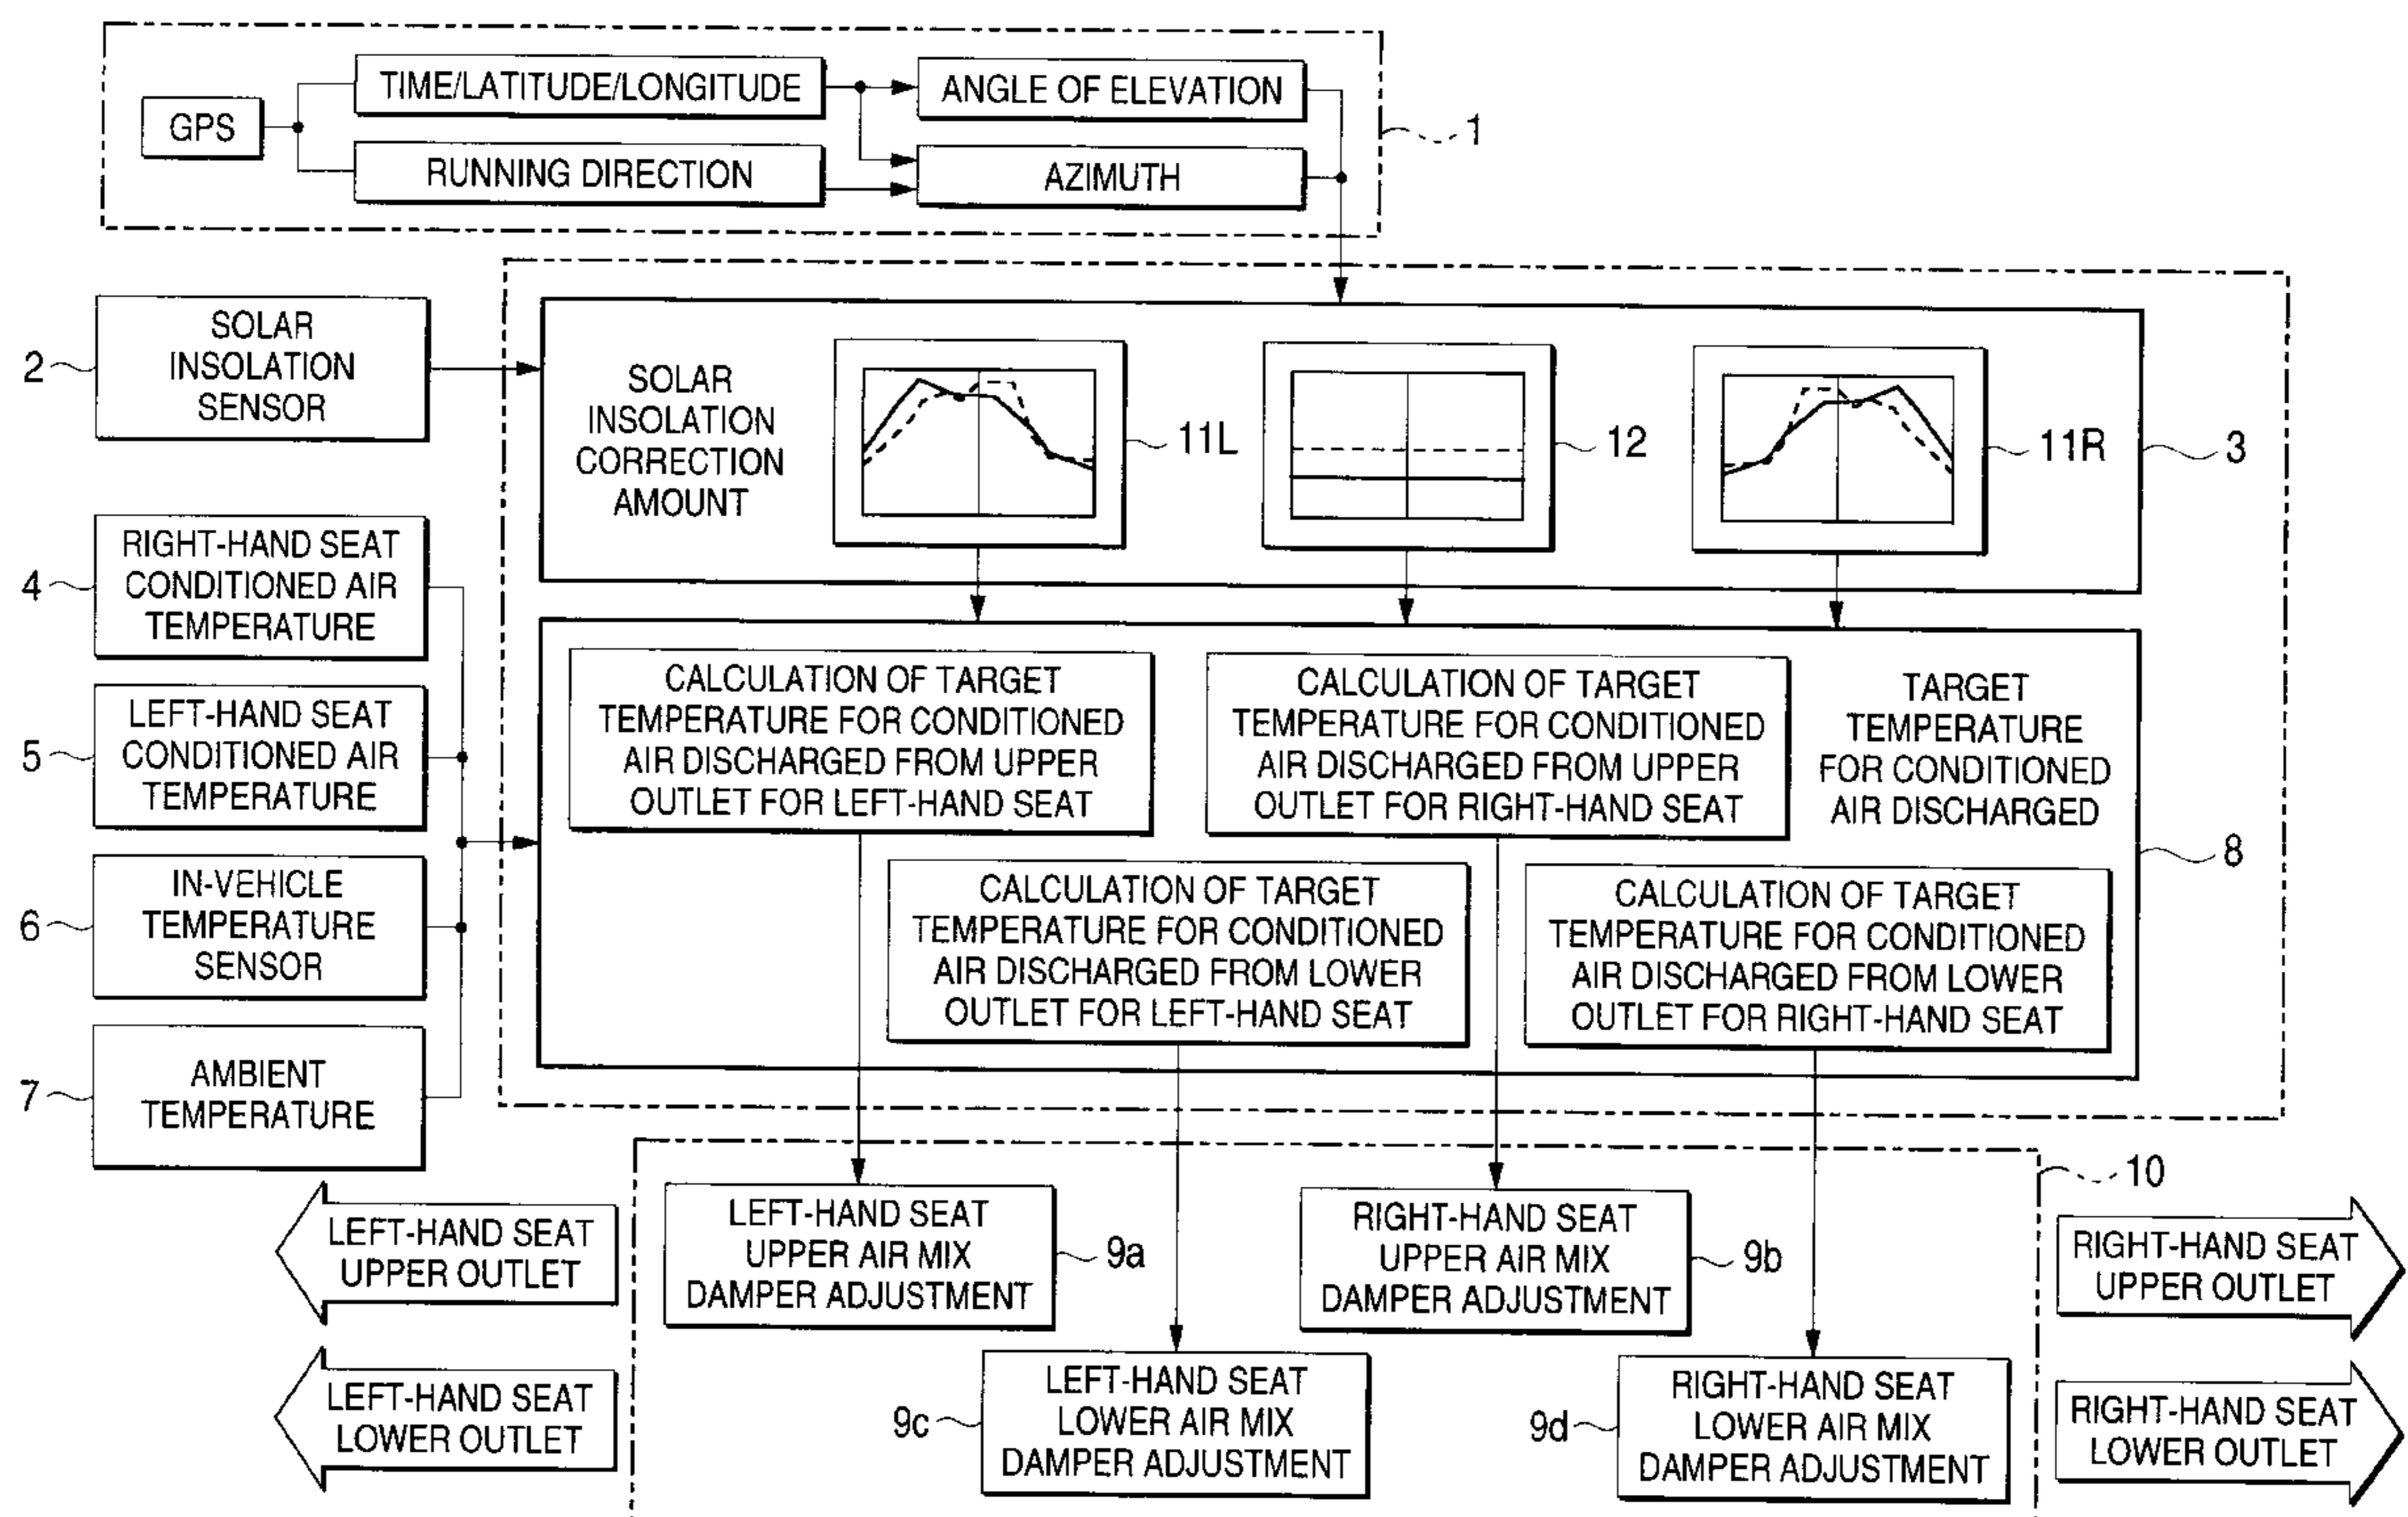 GPS
TIME/LATITUDE/LONGITUDE
RUNNING DIRECTION
ANGLE OF ELEVATION
AZIMUTH
1
2
SOLAR
INSOLATION
SENSOR
SOLAR
INSOLATION
CORRECTION
AMOUNT
11L
12
11R
3
4
RIGHT-HAND SEAT
CONDITIONED AIR
TEMPERATURE
5
LEFT-HAND SEAT
CONDITIONED AIR
TEMPERATURE
6
IN-VEHICLE
TEMPERATURE
SENSOR
7
AMBIENT
TEMPERATURE
CALCULATION OF TARGET
TEMPERATURE FOR CONDITIONED
AIR DISCHARGED FROM UPPER
OUTLET FOR LEFT-HAND SEAT
CALCULATION OF TARGET
TEMPERATURE FOR CONDITIONED
AIR DISCHARGED FROM UPPER
OUTLET FOR RIGHT-HAND SEAT
TARGET
TEMPERATURE
FOR CONDITIONED
AIR DISCHARGED
8
CALCULATION OF TARGET
TEMPERATURE FOR CONDITIONED
AIR DISCHARGED FROM LOWER
OUTLET FOR LEFT-HAND SEAT
CALCULATION OF TARGET
TEMPERATURE FOR CONDITIONED
AIR DISCHARGED FROM LOWER
OUTLET FOR RIGHT-HAND SEAT
10
LEFT-HAND SEAT
UPPER OUTLET
LEFT-HAND SEAT
UPPER AIR MIX
DAMPER ADJUSTMENT
9a
RIGHT-HAND SEAT
UPPER AIR MIX
DAMPER ADJUSTMENT
9b
RIGHT-HAND SEAT
UPPER OUTLET
LEFT-HAND SEAT
LOWER OUTLET
9c
LEFT-HAND SEAT
LOWER AIR MIX
DAMPER ADJUSTMENT
9d
RIGHT-HAND SEAT
LOWER AIR MIX
DAMPER ADJUSTMENT
RIGHT-HAND SEAT
LOWER OUTLET